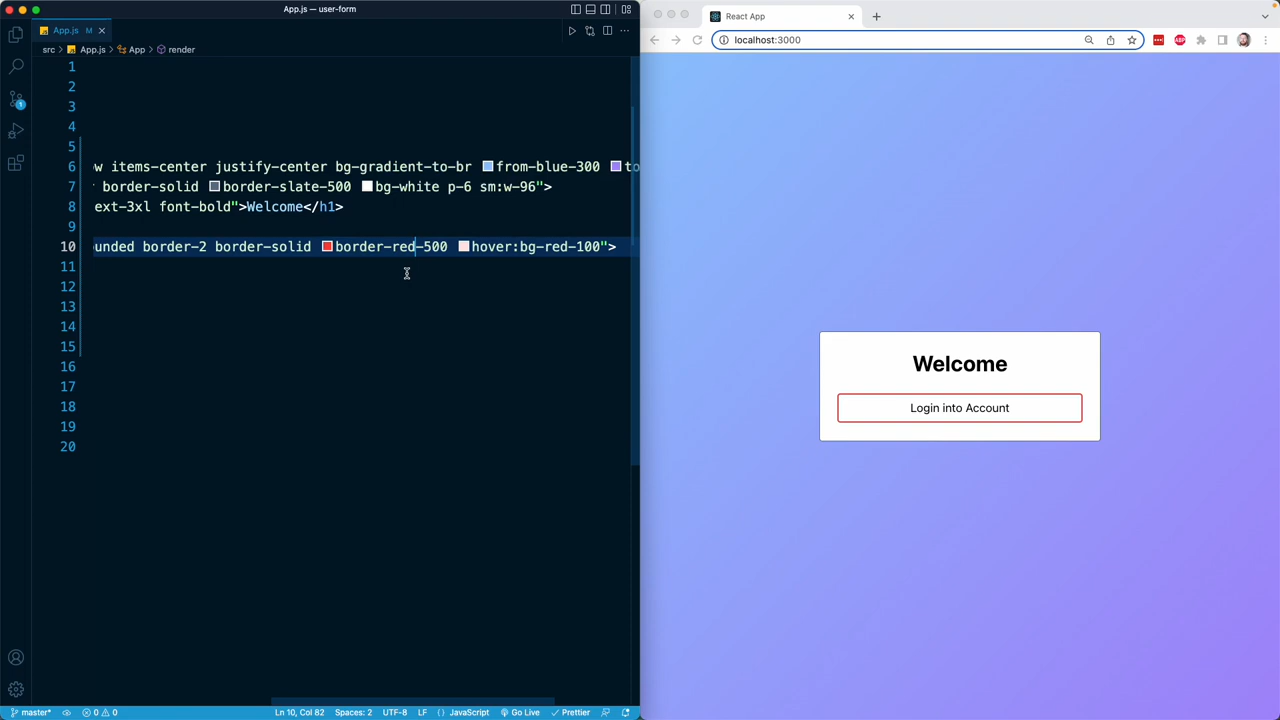 App.js — user-form
App.js M
src > App.js > App > render
1
2
3
4
5
6 w items-center justify-center bg-gradient-to-br from-blue-300 to
7 border-solid border-slate-500 bg-white p-6 sm:w-96">
8 ext-3xl font-bold">Welcome</h1>
9
10 ounded border-2 border-solid border-red-500 hover:bg-red-100">
11
12
13
14
15
16
17
18
19
20
1
master* 0 0 Ln 10, Col 82 Spaces: 2 UTF-8 LF { } JavaScript Go Live Prettier
React App
localhost:3000
ABP
Welcome
Login into Account